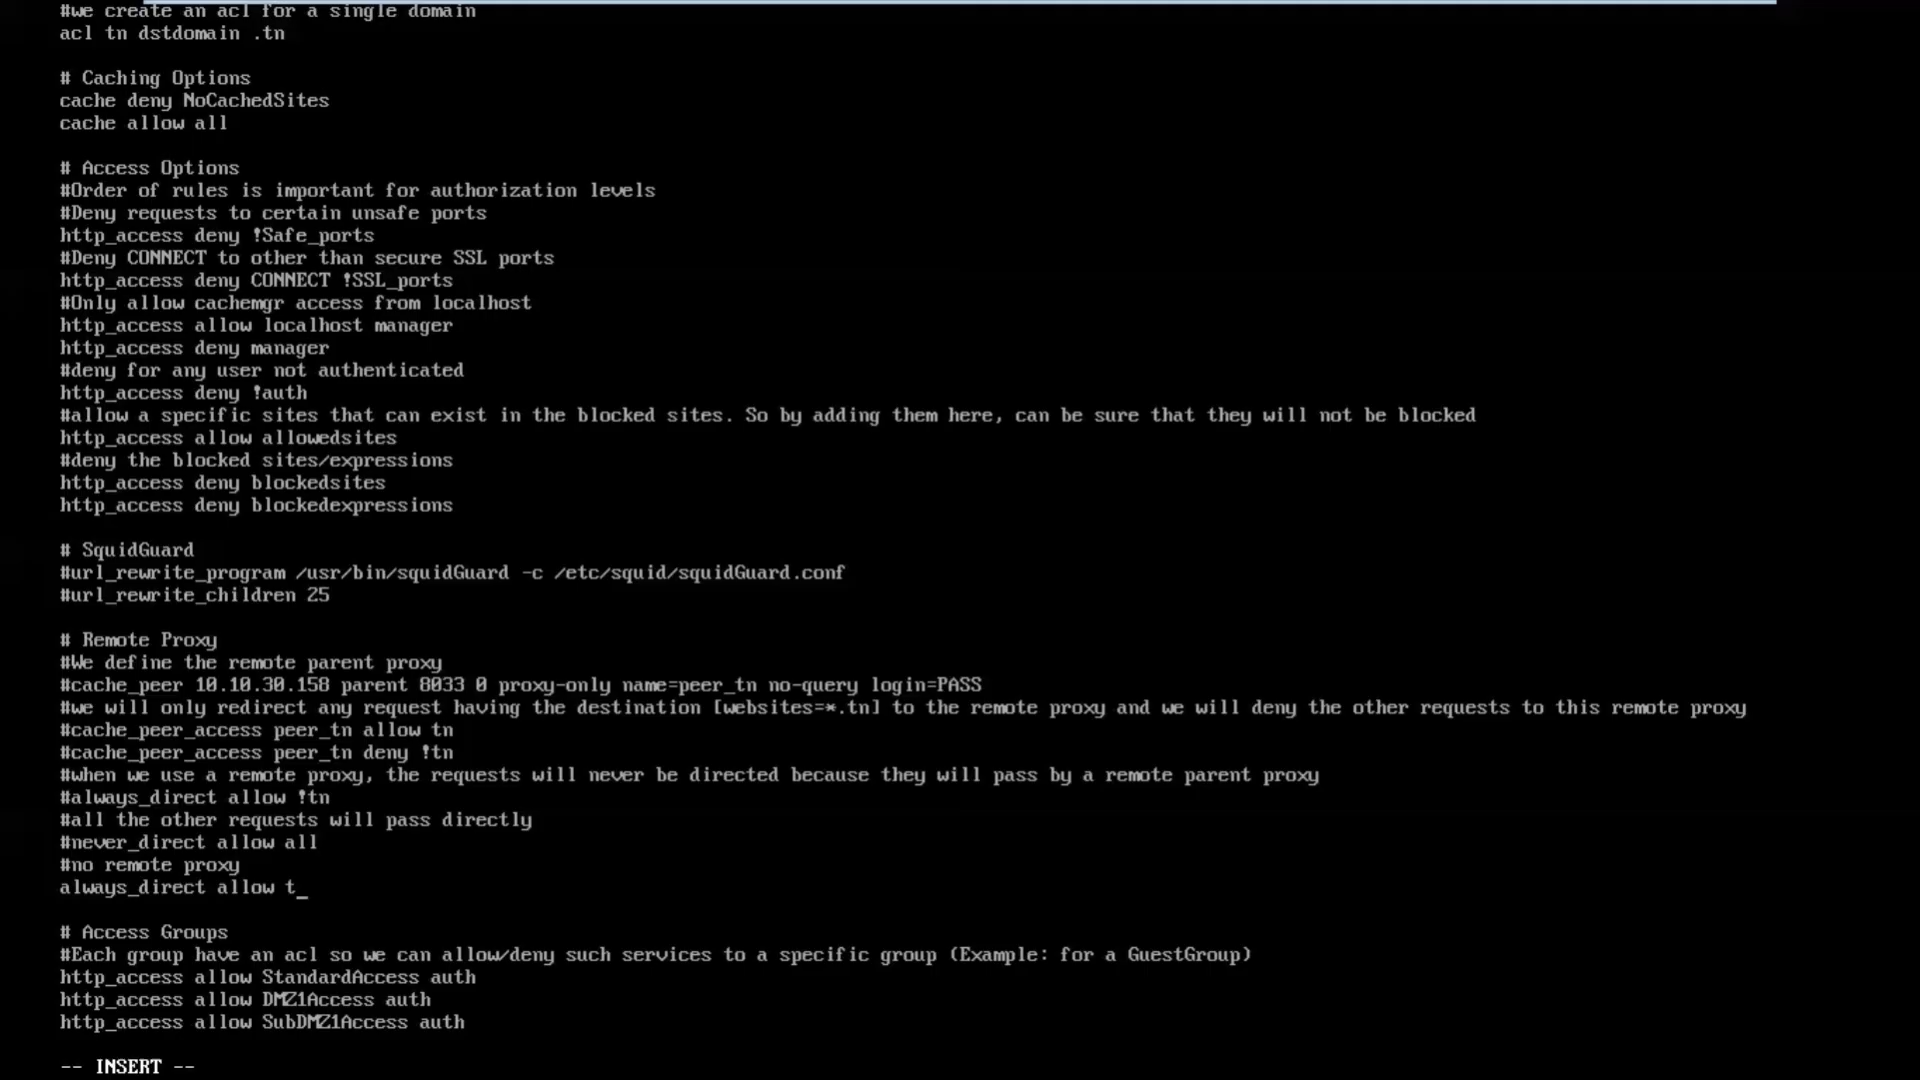 #we create an acl for a single domain
acl tn dstdomain .tn
# Caching Options
cache deny NoCachedSites
cache allow all
# Access Options
#Order of rules is important for authorization levels
#Deny requests to certain unsafe ports
http_access deny !Safe_ports
#Deny CONNECT to other than secure SSL ports
http_access deny CONNECT !SSL_ports
#Only allow cachemgr access from localhost
http_access allow localhost manager
http_access deny manager
#deny for any user not authenticated
http_access deny !auth
#allow a specific sites that can exist in the blocked sites. So by adding them here, can be sure that they will not be blocked
http_access allow allowedsites
#deny the blocked sites/expressions
http_access deny blockedsites
http_access deny blockedexpressions
# SquidGuard
#url_rewrite_program /usr/bin/squidGuard -c /etc/squid/squidGuard.conf
#url_rewrite_children 25
# Remote Proxy
#We define the remote parent proxy
#cache_peer 10.10.30.158 parent 8033 0 proxy-only name=peer_tn no-query login=PASS
#we will only redirect any request having the destination [websites=*.tn] to the remote proxy and we will deny the other requests to this remote proxy
#cache_peer_access peer_tn allow tn
#cache_peer_access peer_tn deny !tn
#when we use a remote proxy, the requests will never be directed because they will pass by a remote parent proxy
#always_direct allow !tn
#all the other requests will pass directly
#never_direct allow all
#no remote proxy
always_direct allow t_
# Access Groups
#Each group have an acl so we can allow/deny such services to a specific group (Example: for a GuestGroup)
http_access allow StandardAccess auth
http_access allow DMZ1Access auth
http_access allow SubDMZ1Access auth
-- INSERT --